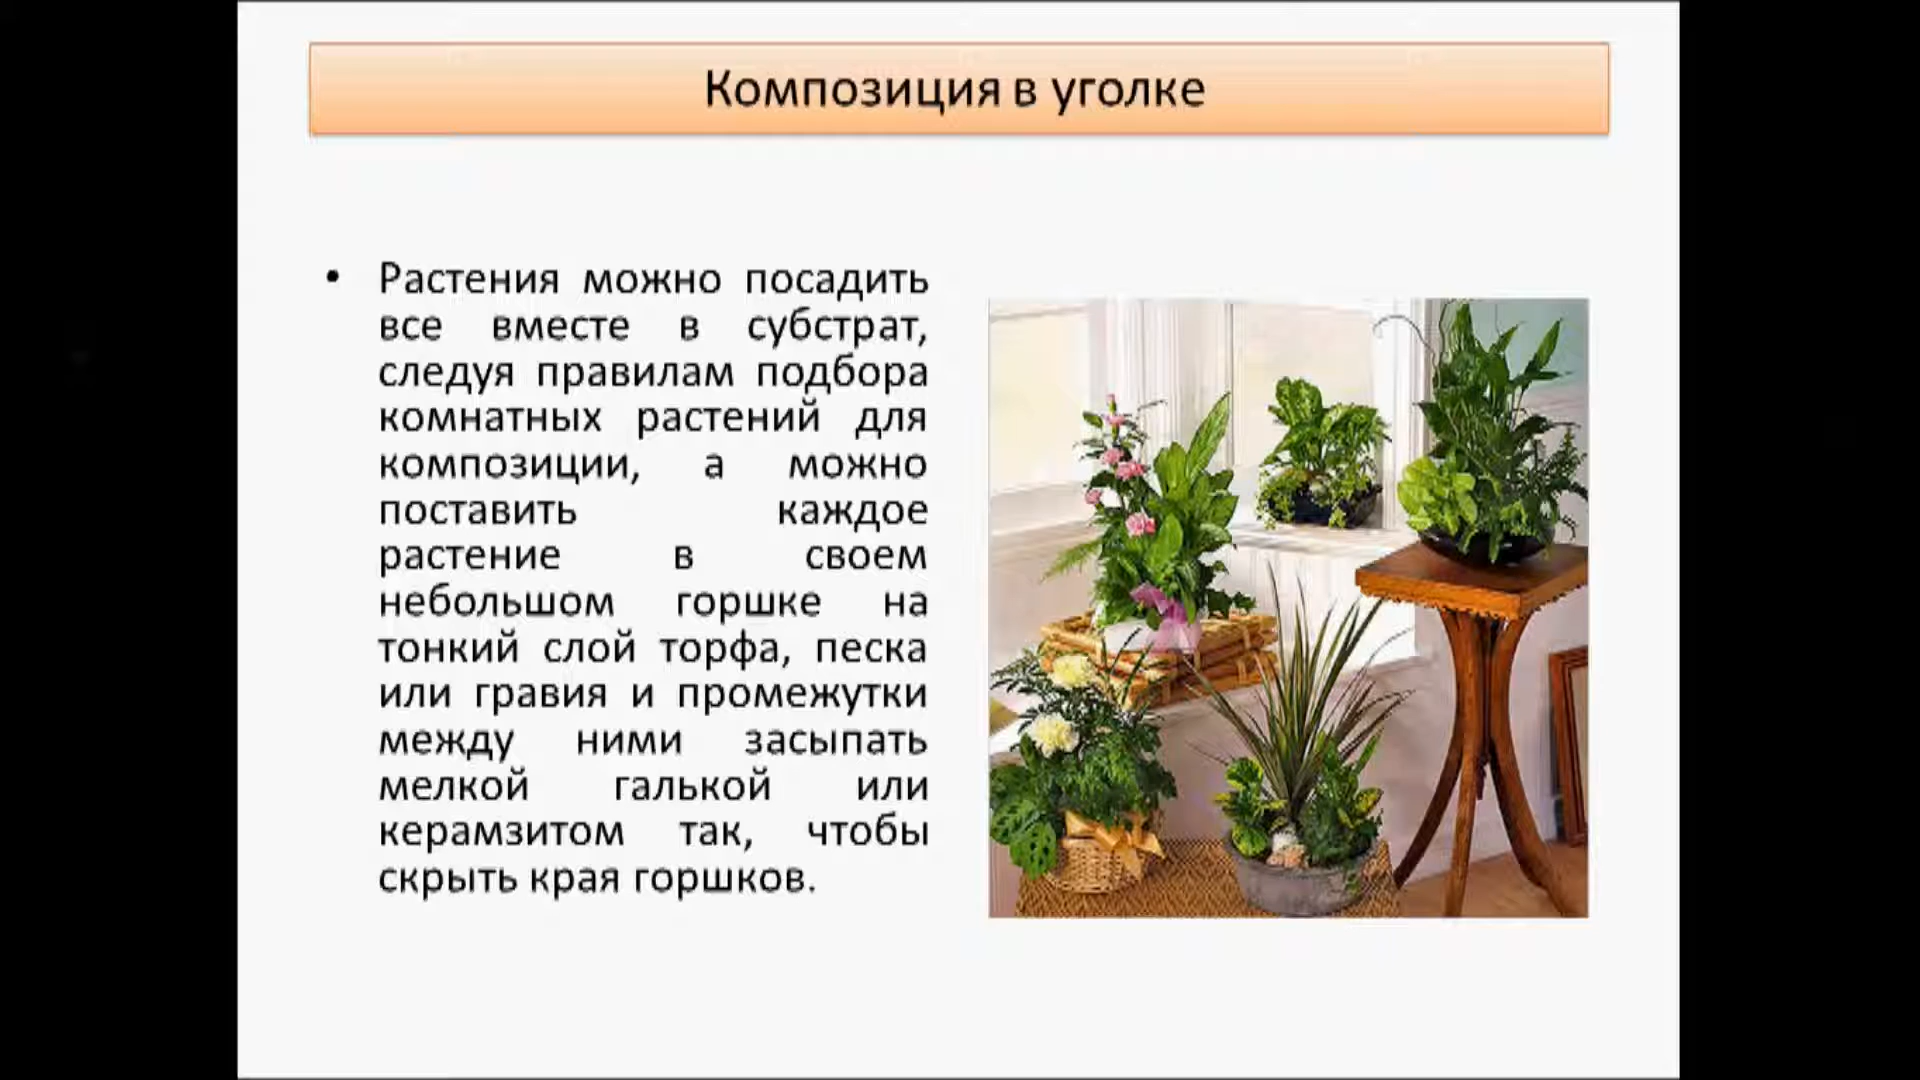 Композиция в уголке
• Растения можно посадить
все вместе в субстрат,
следуя правилам подбора
комнатных растений для
композиции, а можно
поставить каждое
растение в своем
небольшом горшке на
тонкий слой торфа, песка
или гравия и промежутки
между ними засыпать
мелкой галькой или
керамзитом так, чтобы
скрыть края горшков.